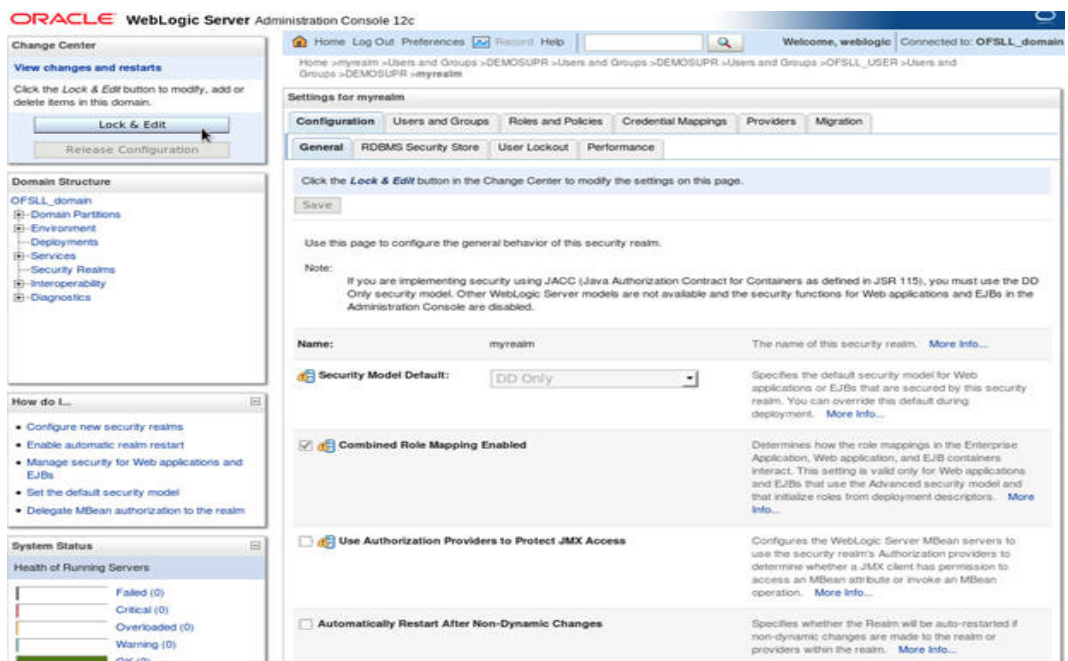 ORACLE WebLogic Server Administration Console 12c
Change Center
View changes and restarts
Click the Lock & Edit button to modify, add or
delete items in this domain.
Lock & Edit
Release Configuration
Domain Structure
OFSLL_domain
Domain Partitions
Environment
Deployments
Services
Security Realms
Interoperability
Diagnostics
How do I...
Configure new security realms
Enable automatic realm restart
Manage security for Web applications and
EJBs
Set the default security model
Delegate MBean authorization to the realm
System Status
Health of Running Servers
Failed (0)
Critical (0)
Overloaded (0)
Warning (0)
OK (0)
Home Log Out Preferences Record Help
Welcome, weblogic Connected to: OFSLL_domain
Home >myrealm >Users and Groups >DEMOSUPR >Users and Groups >DEMOSUPR >Users and Groups >OFSLL_USER >Users and
Groups >DEMOSUPR >myrealm
Settings for myrealm
Configuration Users and Groups Roles and Policies Credential Mappings Providers Migration
General RDBMS Security Store User Lockout Performance
Click the Lock & Edit button in the Change Center to modify the settings on this page.
Save
Use this page to configure the general behavior of this security realm.
Note:
If you are implementing security using JACC (Java Authorization Contract for Containers as defined in JSR 115), you must use the DD
Only security model. Other WebLogic Server models are not available and the security functions for Web applications and EJBs in the
Administration Console are disabled.
Name: myrealm The name of this security realm. More Info...
Security Model Default: DD Only
Specifies the default security model for Web
applications or EJBs that are secured by this security
realm. You can override this default during
deployment. More Info...
Combined Role Mapping Enabled
Determines how the role mappings in the Enterprise
Application, Web application, and EJB containers
interact. This setting is valid only for Web applications
and EJBs that use the Advanced security model and
that initialize roles from deployment descriptors. More
Info...
Use Authorization Providers to Protect JMX Access
Configures the WebLogic Server MBean servers to
use the security realm's Authorization providers to
determine whether a JMX client has permission to
access an MBean attribute or invoke an MBean
operation. More Info...
Automatically Restart After Non-Dynamic Changes
Specifies whether the Realm will be auto-restarted if
non-dynamic changes are made to the realm or
providers within the realm. More Info...